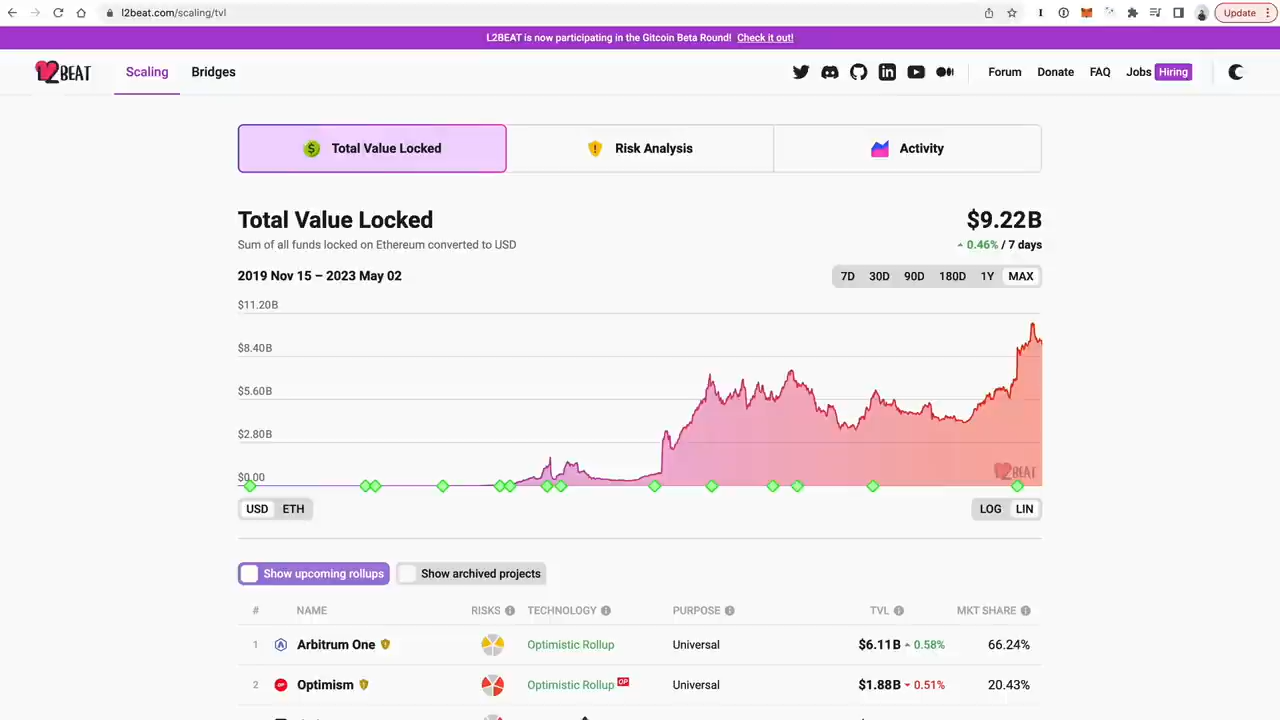 l2beat.com/scaling/tvl
Update
L2BEAT is now participating in the Gitcoin Beta Round! Check it out!
L2BEAT Scaling Bridges Forum Donate FAQ Jobs Hiring
Total Value Locked Risk Analysis Activity
Total Value Locked $9.22B
Sum of all funds locked on Ethereum converted to USD 0.46% / 7 days
2019 Nov 15 – 2023 May 02 7D 30D 90D 180D 1Y MAX
$11.20B
$8.40B
$5.60B
$2.80B
$0.00
L2BEAT
USD ETH LOG LIN
Show upcoming rollups Show archived projects
# NAME RISKS TECHNOLOGY PURPOSE TVL MKT SHARE
1 Arbitrum One Optimistic Rollup Universal $6.11B 0.58% 66.24%
2 Optimism Optimistic Rollup OP Universal $1.88B 0.51% 20.43%